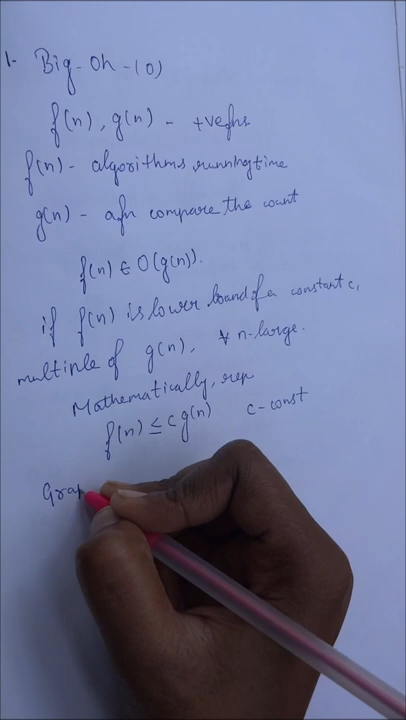 1- Big-Oh-(O)
f(n), g(n) - +ve fns
f(n) - algorithms running time
g(n) - a fn compare the count
f(n) ∈ O(g(n)).
if f(n) is lower bound of a constant c,
multiple of g(n), ∀ n-large.
Mathematically, rep
f(n) ≤ c g(n) c-const
Grap